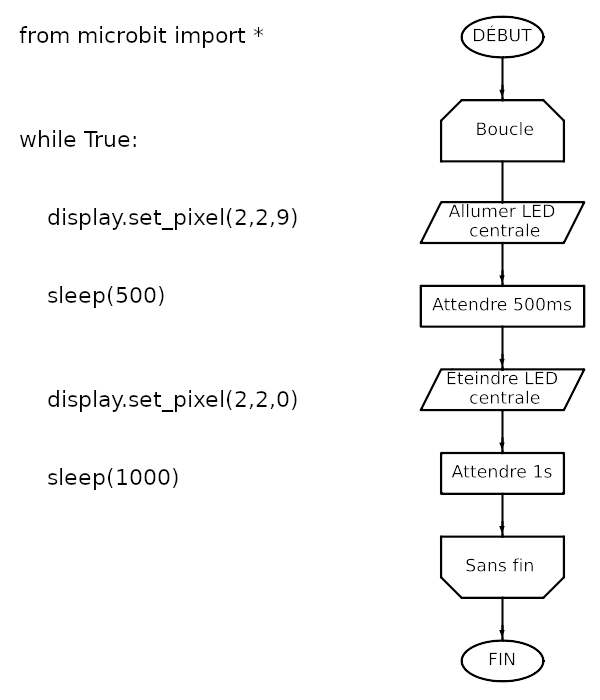 from microbit import *
while True:
display.set_pixel(2,2,9)
sleep(500)
display.set_pixel(2,2,0)
sleep(1000)
DÉBUT
Boucle
Allumer LED
centrale
Attendre 500ms
Eteindre LED
centrale
Attendre 1s
Sans fin
FIN